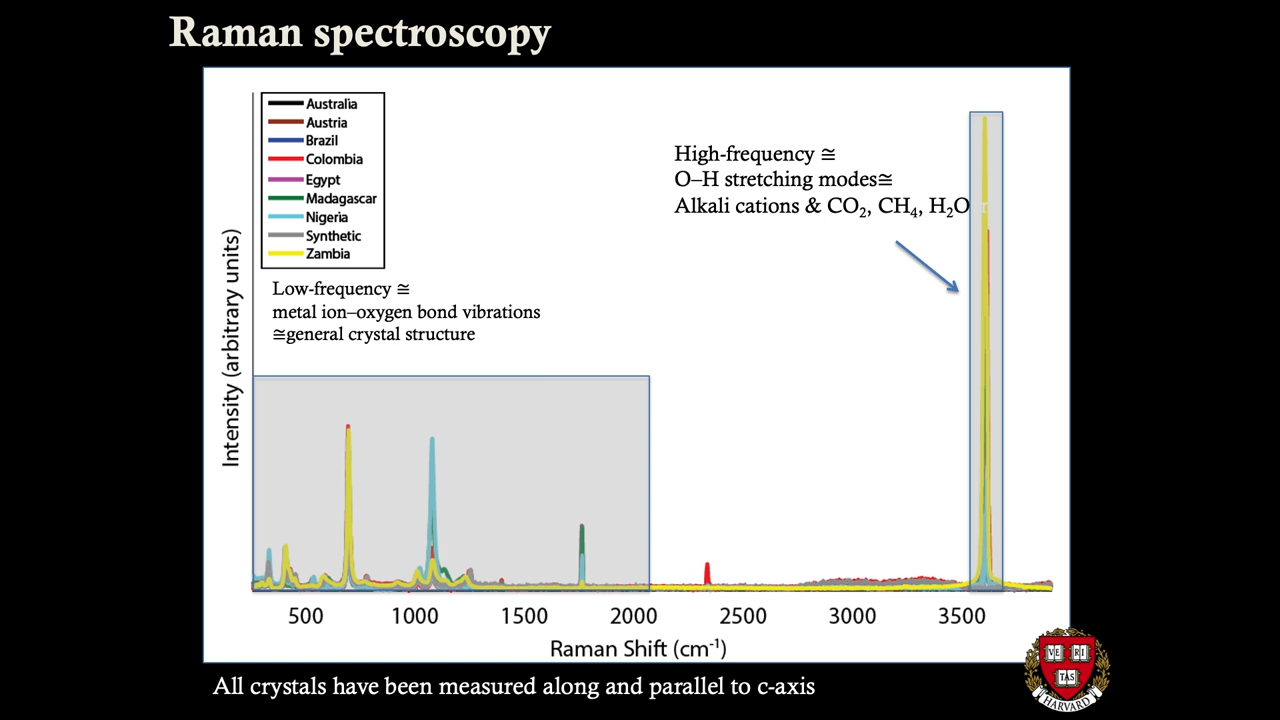 Raman spectroscopy
Australia
Austria
Brazil
Colombia
Egypt
Madagascar
Nigeria
Synthetic
Zambia
High-frequency ≅
O–H stretching modes≅
Alkali cations & CO₂, CH₄, H₂O
Low-frequency ≅
metal ion–oxygen bond vibrations
≅general crystal structure
Intensity (arbitrary units)
500 1000 1500 2000 2500 3000 3500
Raman Shift (cm⁻¹)
All crystals have been measured along and parallel to c-axis
VE RI
TAS
HARVARD